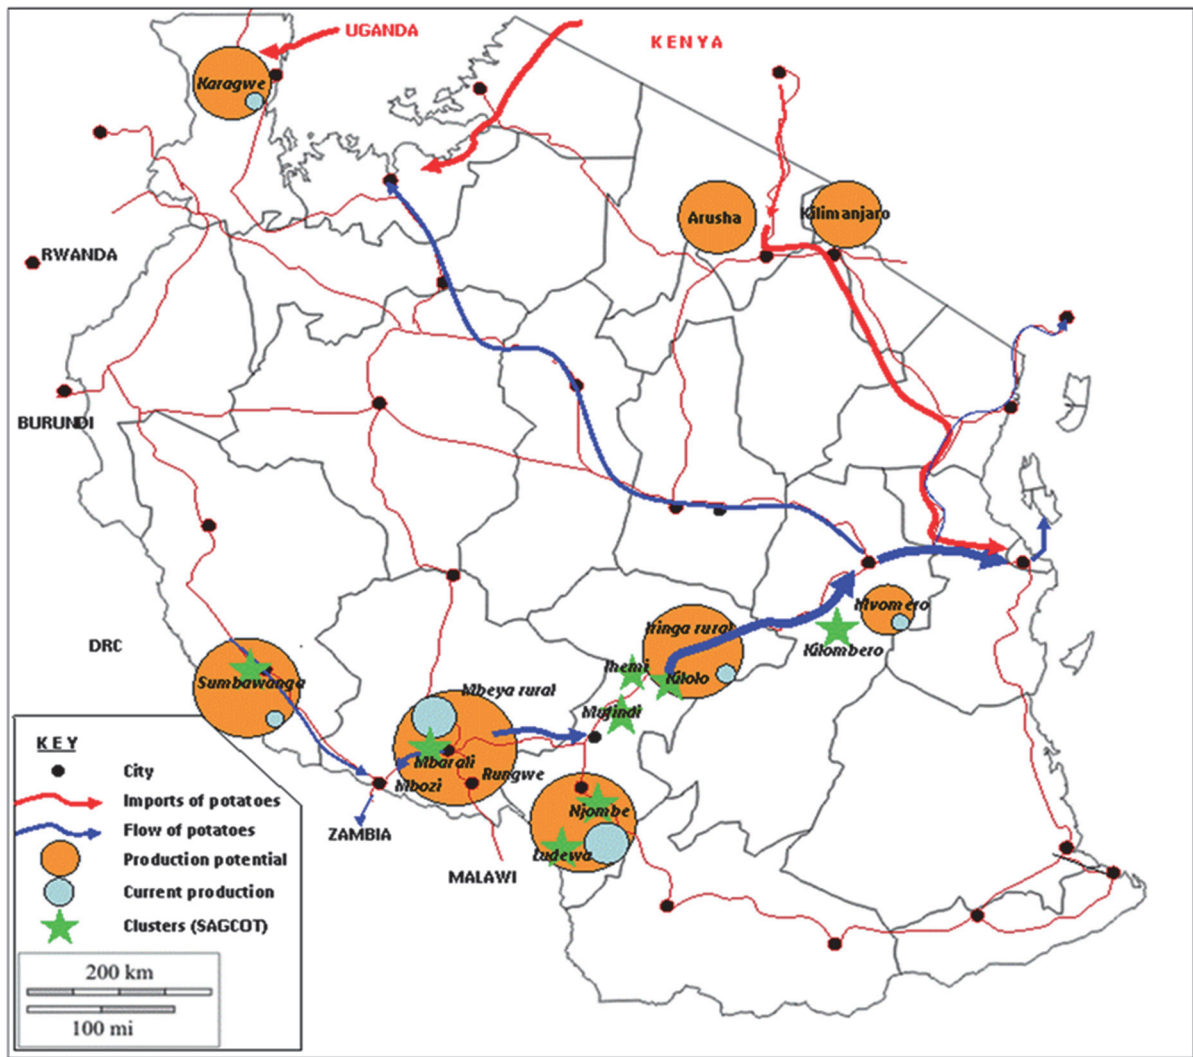 UGANDA
KENYA
Karagwe
Arusha
Kilimanjaro
RWANDA
BURUNDI
DRC
Mvomero
Iringa rural
Kilombero
Ihemi
Kilolo
Sumbawanga
Mbeya rural
Mufindi
Mbarali
Rungwe
Mbozi
Njombe
ZAMBIA
Ludewa
MALAWI
KEY
City
Imports of potatoes
Flow of potatoes
Production potential
Current production
Clusters (SAGCOT)
200 km
100 mi